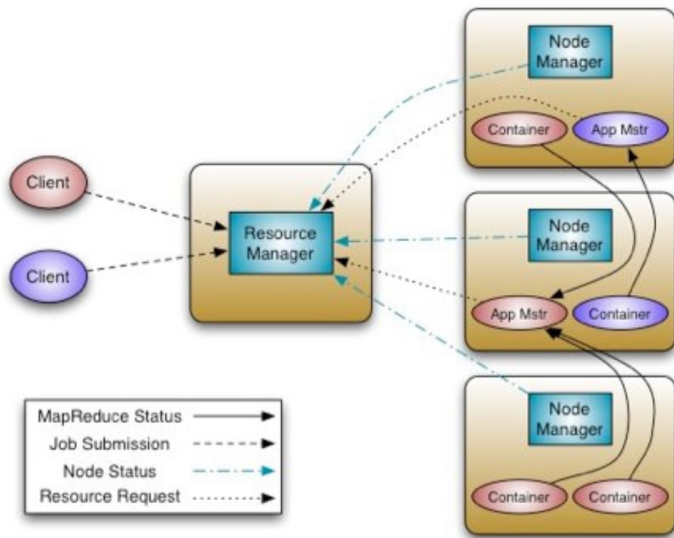 Node
Manager
Container
App Mstr
Client
Client
Resource
Manager
Node
Manager
App Mstr
Container
Node
Manager
Container
Container
MapReduce Status
Job Submission
Node Status
Resource Request